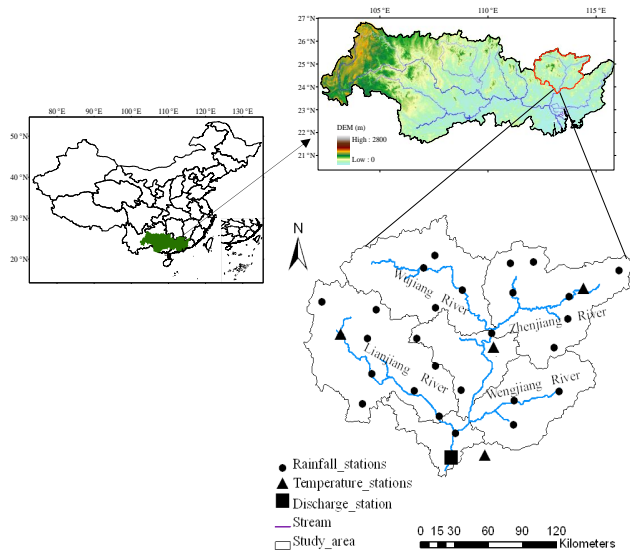 105°E 110°E 115°E
27°N
26°N
25°N
24°N
23°N
22°N
21°N
DEM (m)
High : 2800
Low : 0
80°E 90°E 100°E 110°E 120°E 130°E
50°N
40°N
30°N
20°N
N
Wujiang River
Zhenjiang River
Lianjiang River
Wengjiang River
Rainfall_stations
Temperature_stations
Discharge_station
Stream
Study_area
0 15 30 60 90 120
Kilometers